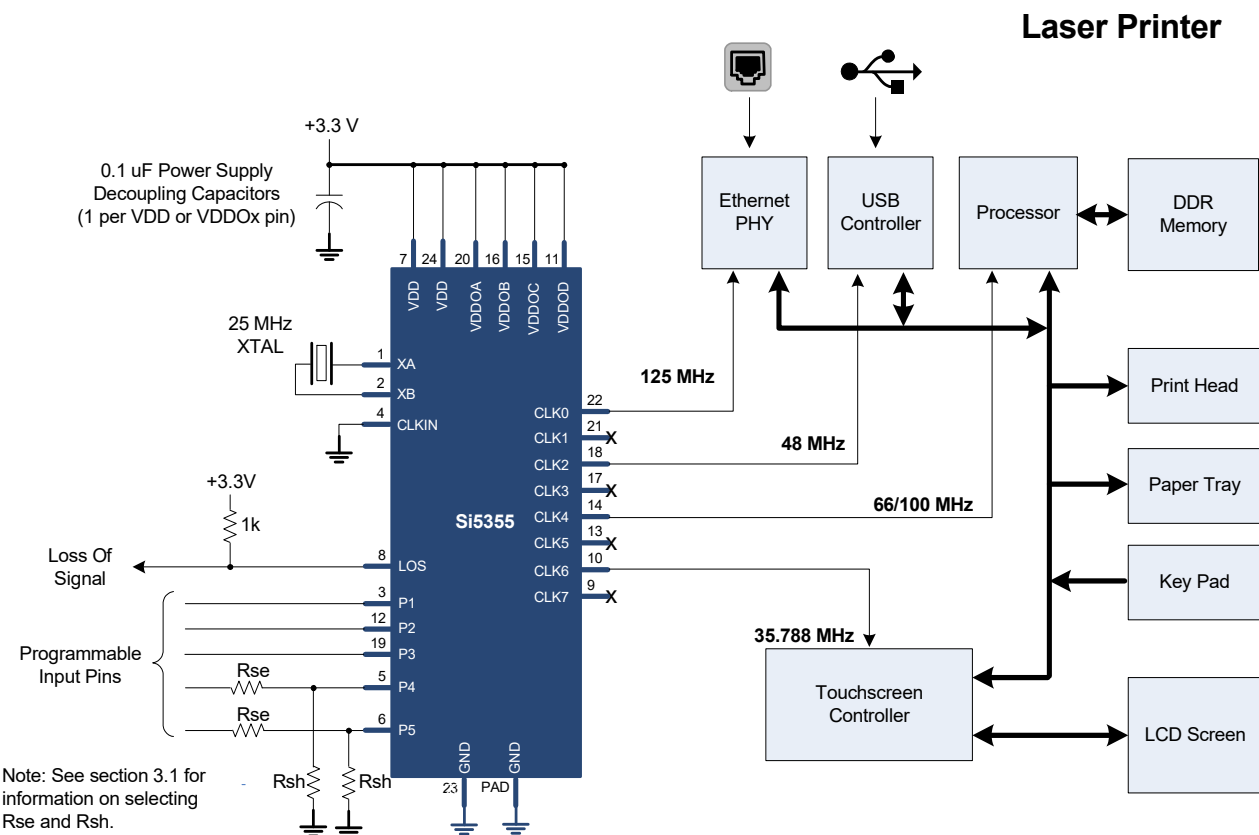 Laser Printer
+3.3 V
0.1 uF Power Supply
Decoupling Capacitors
(1 per VDD or VDDOx pin)
7 24 20 16 15 11
VDD
VDD
VDDOA
VDDOB
VDDOC
VDDOD
25 MHz
XTAL
1
XA
2
XB
4
CLKIN
+3.3V
1k
Loss Of
Signal
8
LOS
Programmable
Input Pins
3
P1
12
P2
19
P3
Rse
5
P4
Rse
6
P5
Rsh
Rsh
Note: See section 3.1 for
information on selecting
Rse and Rsh.
GND
GND
23
PAD
Si5355
CLK0
22
CLK1
21
X
CLK2
18
CLK3
17
X
CLK4
14
CLK5
13
X
CLK6
10
CLK7
9
X
125 MHz
48 MHz
66/100 MHz
35.788 MHz
Ethernet
PHY
USB
Controller
Processor
DDR
Memory
Print Head
Paper Tray
Key Pad
Touchscreen
Controller
LCD Screen